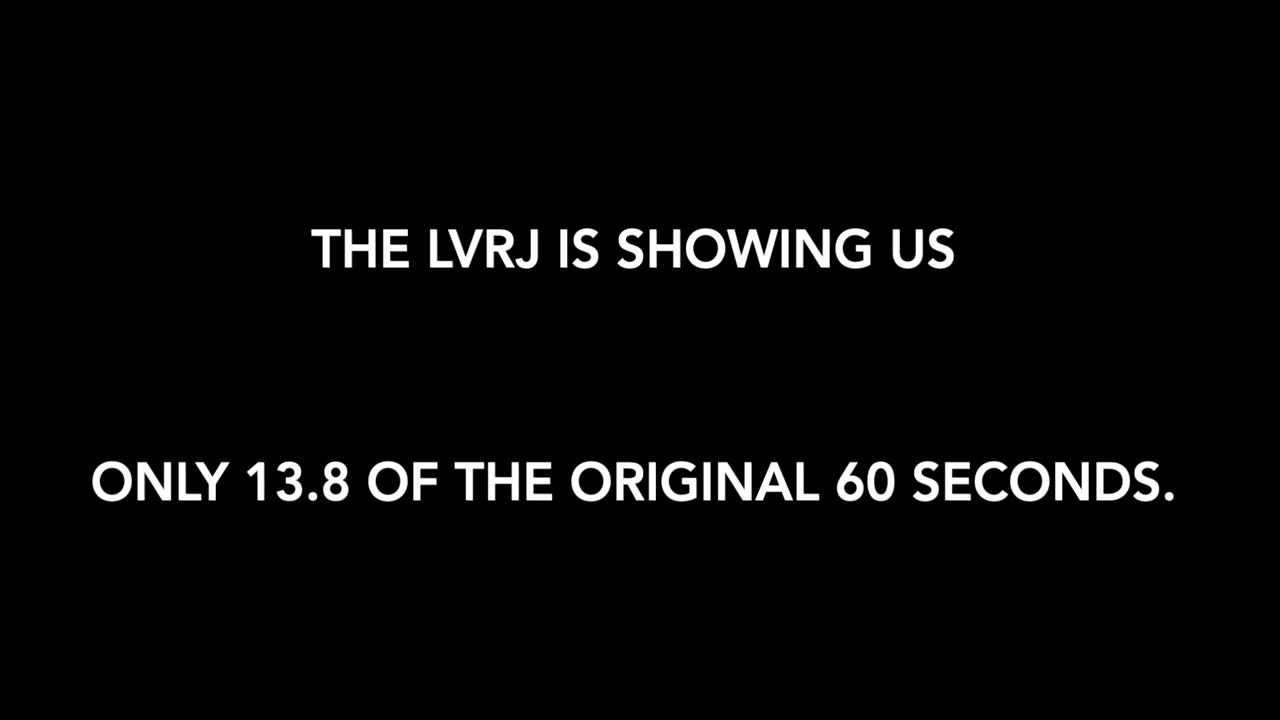 THE LVRJ IS SHOWING US
ONLY 13.8 OF THE ORIGINAL 60 SECONDS.